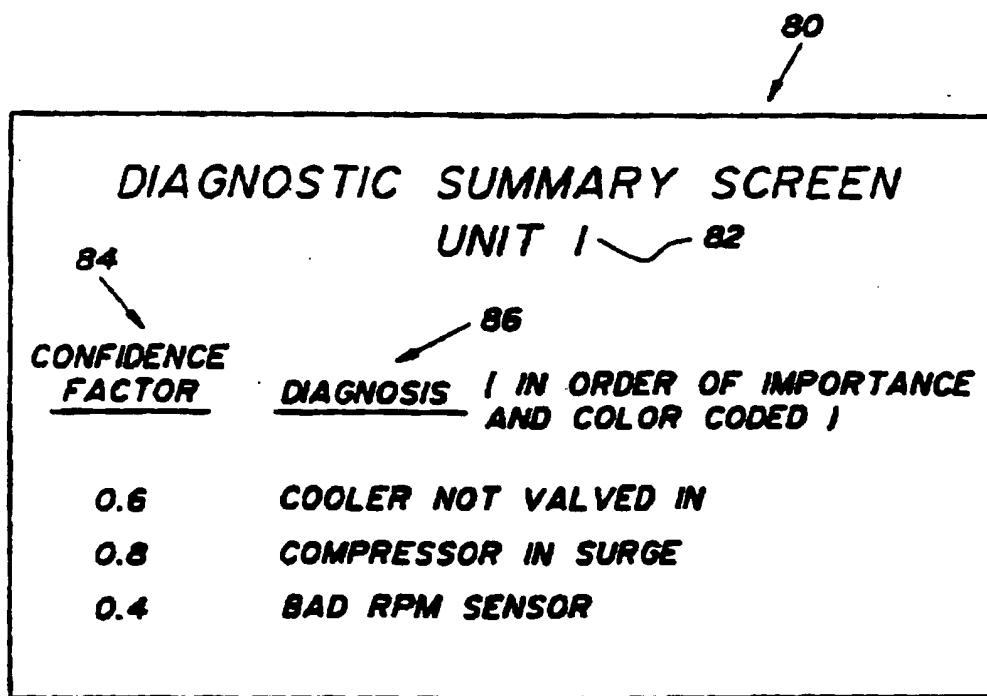 80
DIAGNOSTIC SUMMARY SCREEN
UNIT 1 82
84
86
CONFIDENCE
FACTOR
DIAGNOSIS ( IN ORDER OF IMPORTANCE
AND COLOR CODED )
0.6 COOLER NOT VALVED IN
0.8 COMPRESSOR IN SURGE
0.4 BAD RPM SENSOR